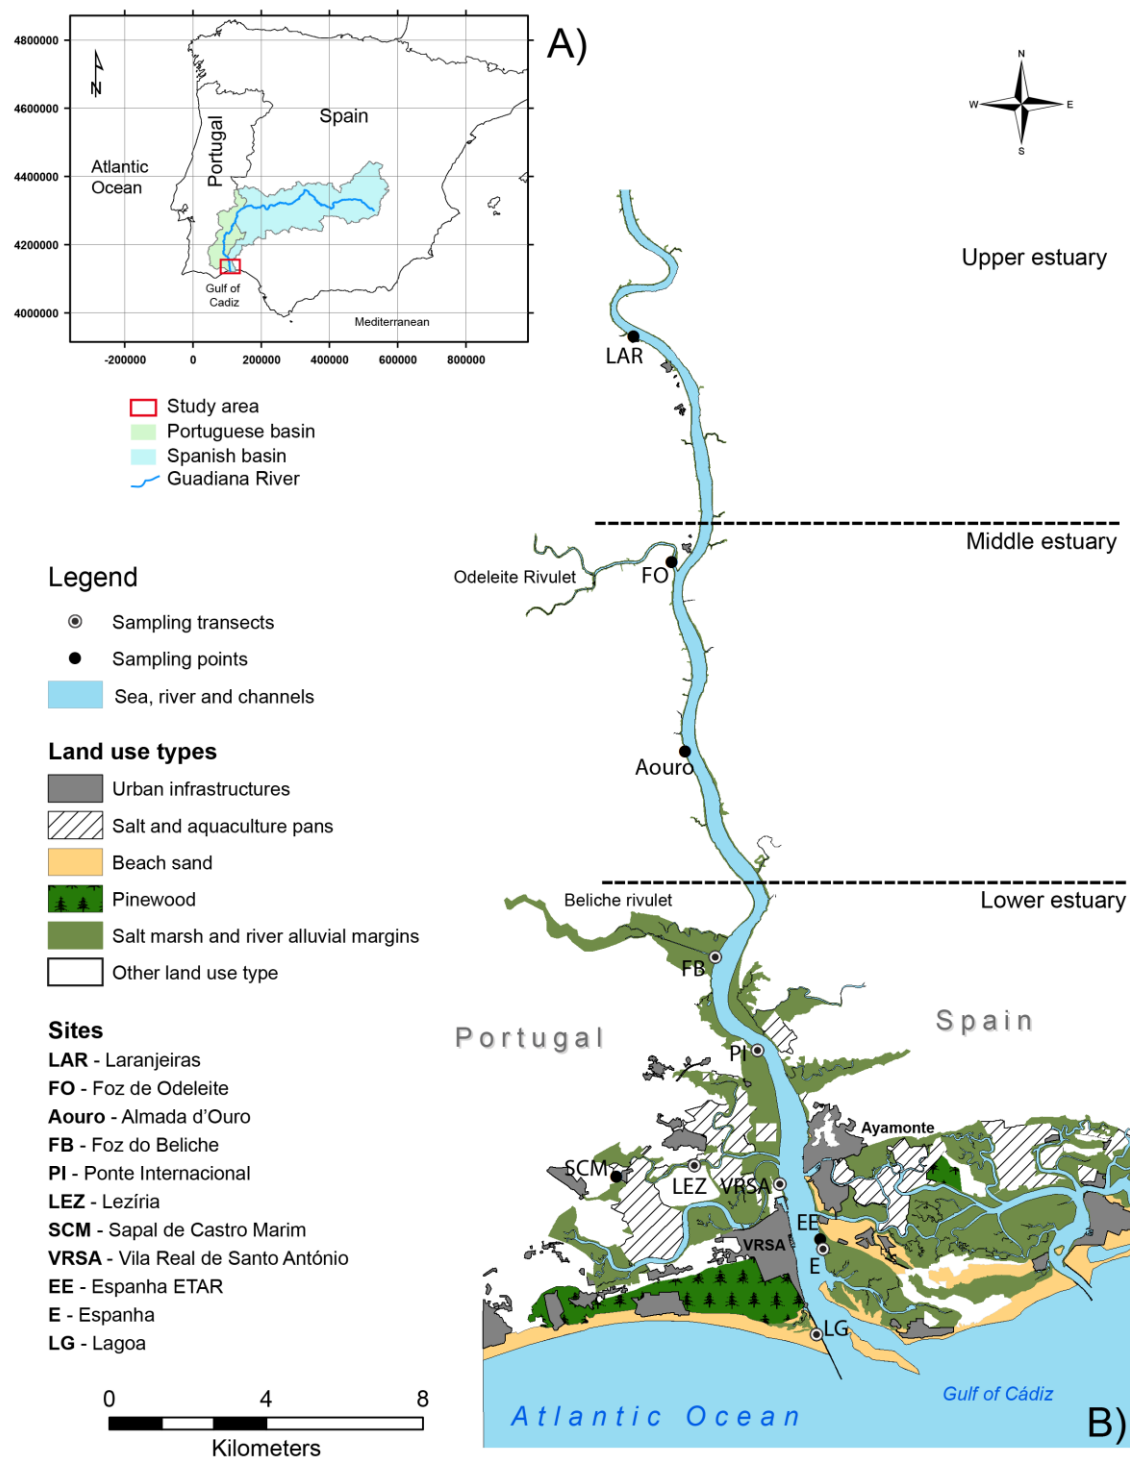 A)
4800000
4600000
4400000
4200000
4000000
-200000 0 200000 400000 600000 800000
N
Spain
Portugal
Atlantic
Ocean
Gulf of
Cadiz
Mediterranean
Study area
Portuguese basin
Spanish basin
Guadiana River
N
W E
S
Upper estuary
LAR
Middle estuary
FO
Odeleite Rivulet
Aouro
Lower estuary
Beliche rivulet
FB
Portugal
Spain
PI
Ayamonte
SCM
LEZ
VRSA
EE
VRSA
E
LG
Gulf of Cádiz
Atlantic Ocean
B)
Legend
Sampling transects
Sampling points
Sea, river and channels
Land use types
Urban infrastructures
Salt and aquaculture pans
Beach sand
Pinewood
Salt marsh and river alluvial margins
Other land use type
Sites
LAR - Laranjeiras
FO - Foz de Odeleite
Aouro - Almada d'Ouro
FB - Foz do Beliche
PI - Ponte Internacional
LEZ - Lezíria
SCM - Sapal de Castro Marim
VRSA - Vila Real de Santo António
EE - Espanha ETAR
E - Espanha
LG - Lagoa
0 4 8
Kilometers